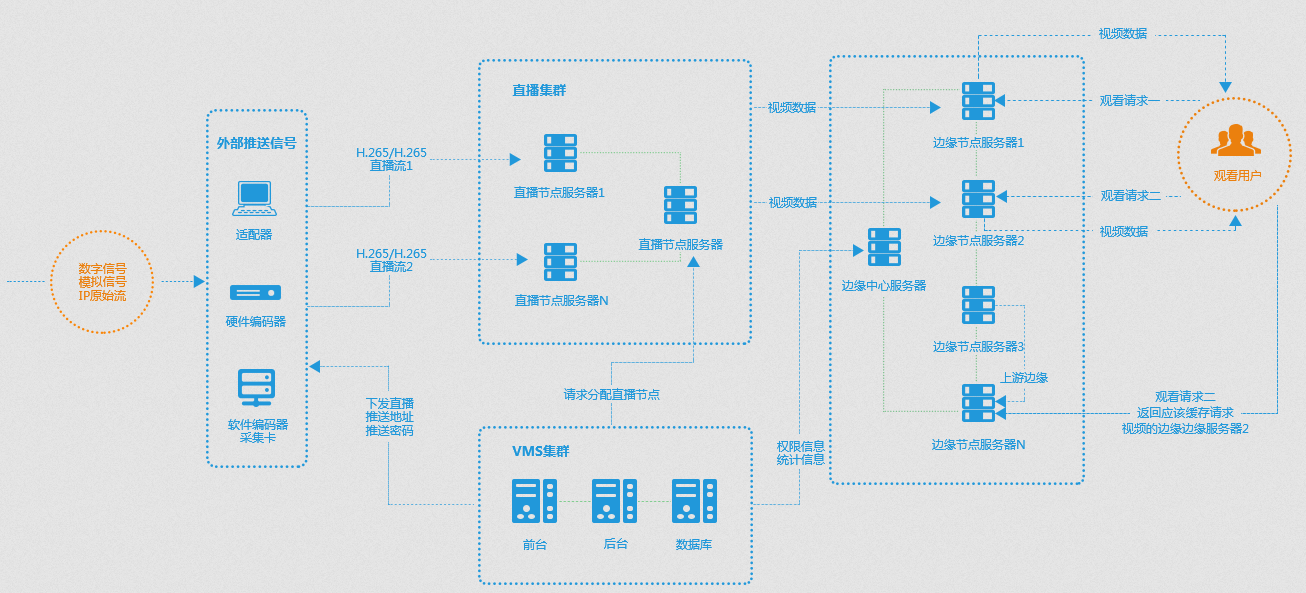 数字信号
模拟信号
IP原始流
外部推送信号
适配器
硬件编码器
软件编码器
采集卡
H.265/H.265
直播流1
H.265/H.265
直播流2
下发直播
推送地址
推送密码
直播集群
直播节点服务器1
直播节点服务器
直播节点服务器N
请求分配直播节点
VMS集群
前台
后台
数据库
视频数据
视频数据
权限信息
统计信息
边缘中心服务器
边缘节点服务器1
边缘节点服务器2
边缘节点服务器3
上游边缘
边缘节点服务器N
视频数据
观看请求一
观看请求二
视频数据
观看用户
观看请求二
返回应该缓存请求
视频的边缘边缘服务器2